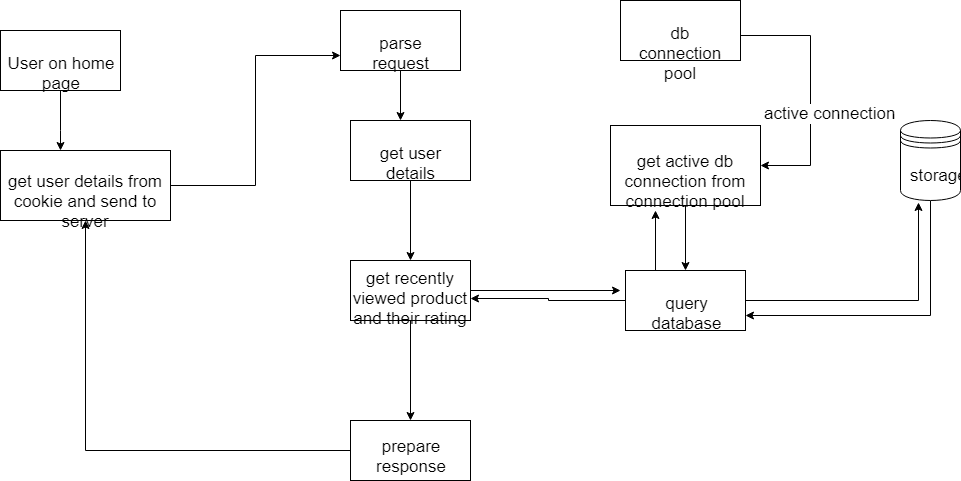 User on home
page
get user details from
cookie and send to
server
parse
request
get user
details
get recently
viewed product
and their rating
prepare
response
db
connection
pool
active connection
get active db
connection from
connection pool
query
database
storage